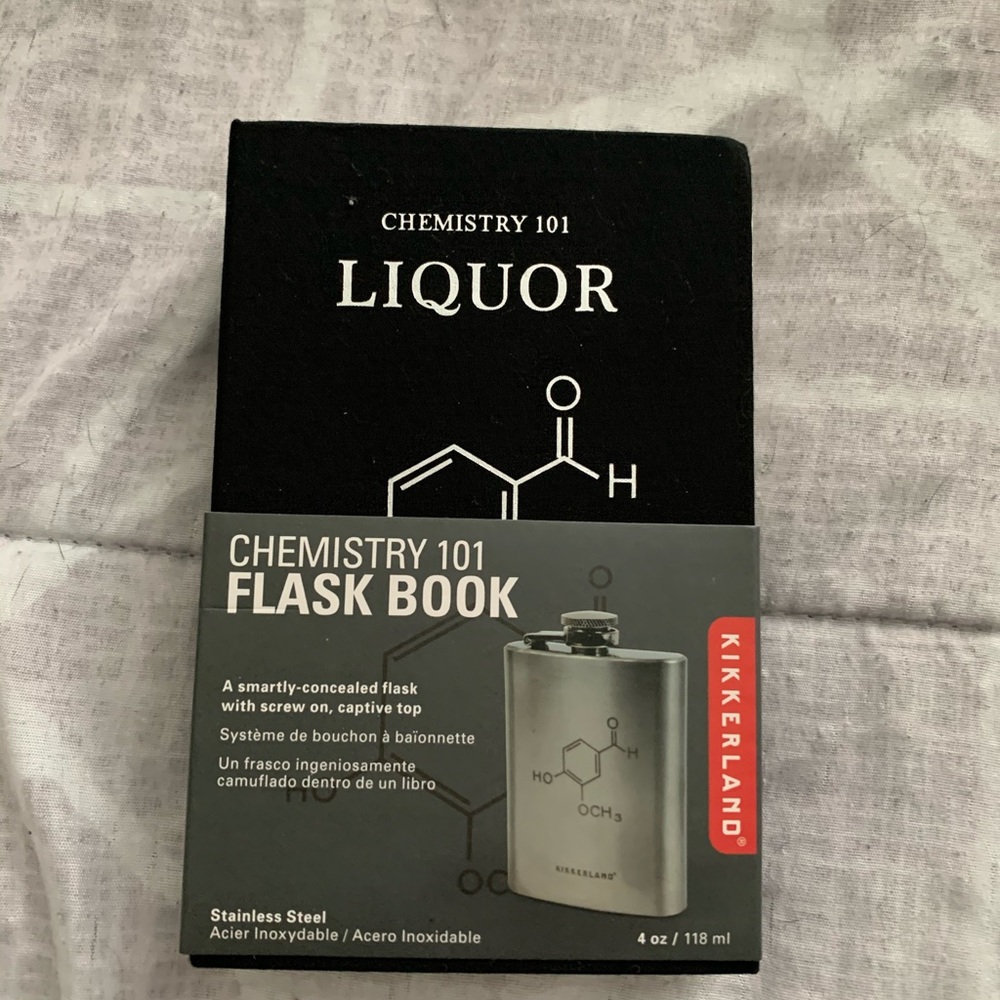 CHEMISTRY 101
LIQUOR
O
H
CHEMISTRY 101
FLASK BOOK
O
A smartly-concealed flask
with screw on, captive top
Système de bouchon à baïonnette
Un frasco ingeniosamente
camuflado dentro de un libro
HO
OC
O
H
HO
OCH₃
KIKKERLAND®
KIKKERLAND®
Stainless Steel
Acier Inoxydable / Acero Inoxidable
4 oz / 118 ml